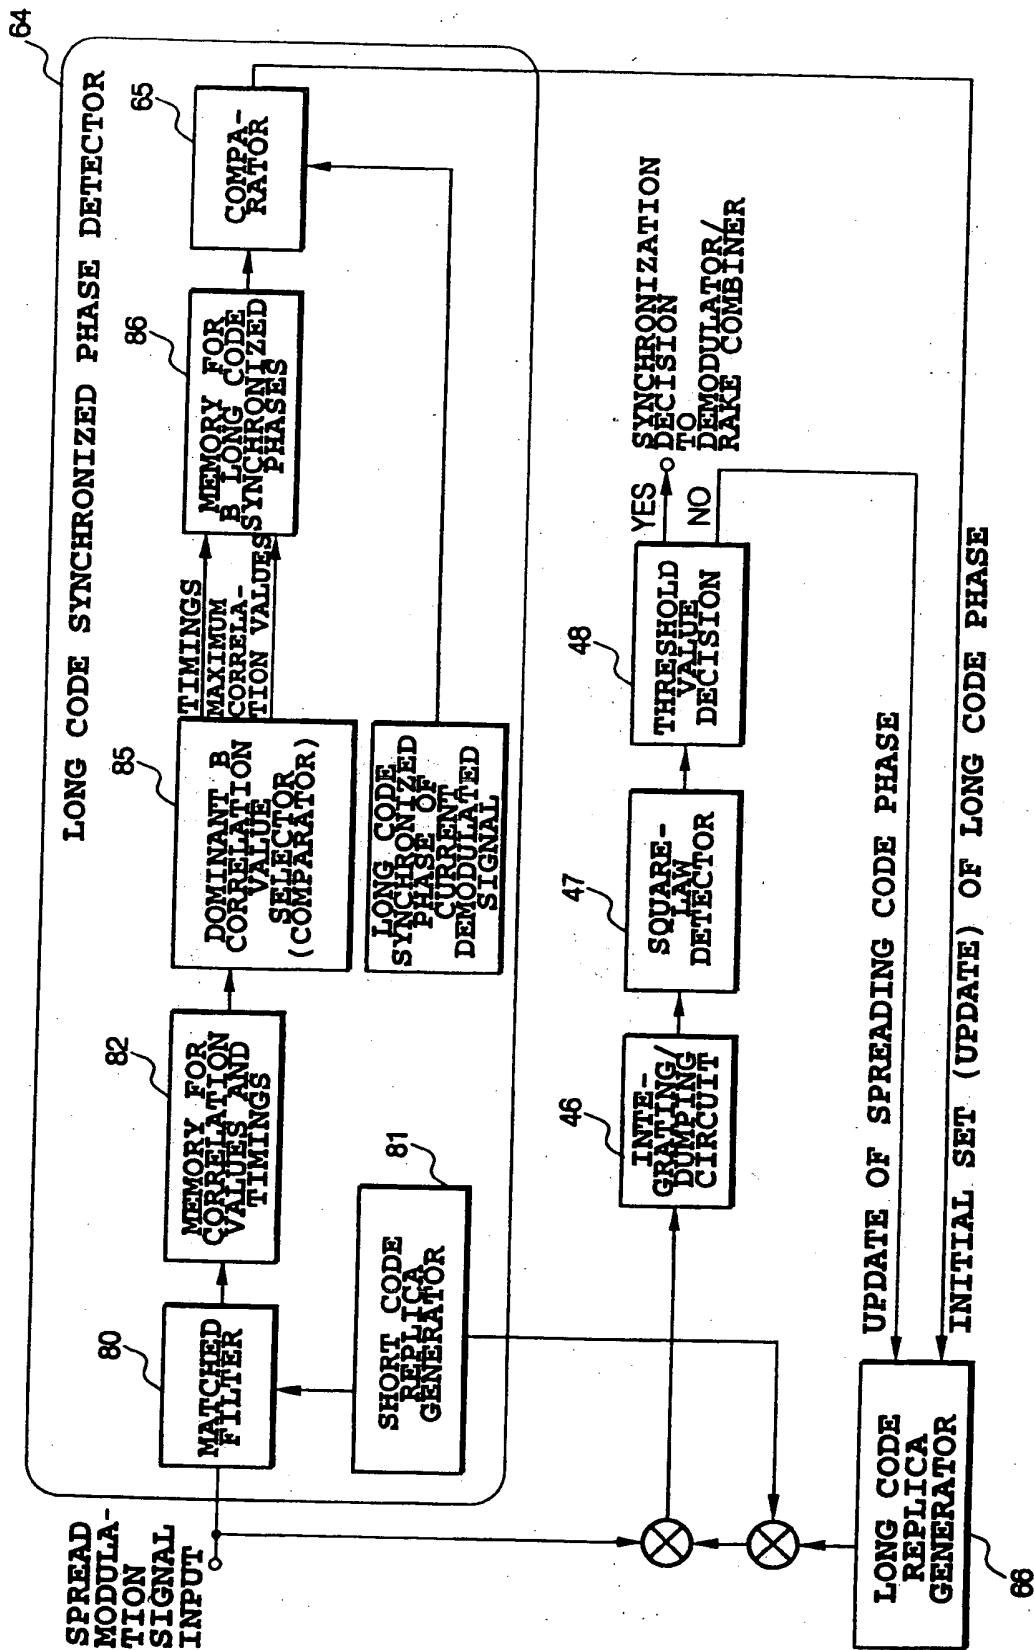 64
LONG CODE SYNCHRONIZED PHASE DETECTOR
SPREAD
MODULA-
TION
SIGNAL
INPUT
80
MATCHED
FILTER
82
MEMORY FOR
CORRELATION
VALUES AND
TIMINGS
85
DOMINANT B
CORRELATION
VALUE
SELECTOR
(COMPARATOR)
TIMINGS
MAXIMUM
CORRELA-
TION VALUES
86
MEMORY FOR
B LONG CODE
SYNCHRONIZED
PHASES
65
COMPA-
RATOR
81
SHORT CODE
REPLICA
GENERATOR
LONG CODE
SYNCHRONIZED
PHASE OF
CURRENT
DEMODULATED
SIGNAL
46
INTE-
GRATING/
DUMPING
CIRCUIT
47
SQUARE-
LAW
DETECTOR
48
THRESHOLD
VALUE
DECISION
YES
NO
SYNCHRONIZATION
DECISION
TO
DEMODULATOR/
RAKE COMBINER
UPDATE OF SPREADING CODE PHASE
INITIAL SET (UPDATE) OF LONG CODE PHASE
LONG CODE
REPLICA
GENERATOR
66